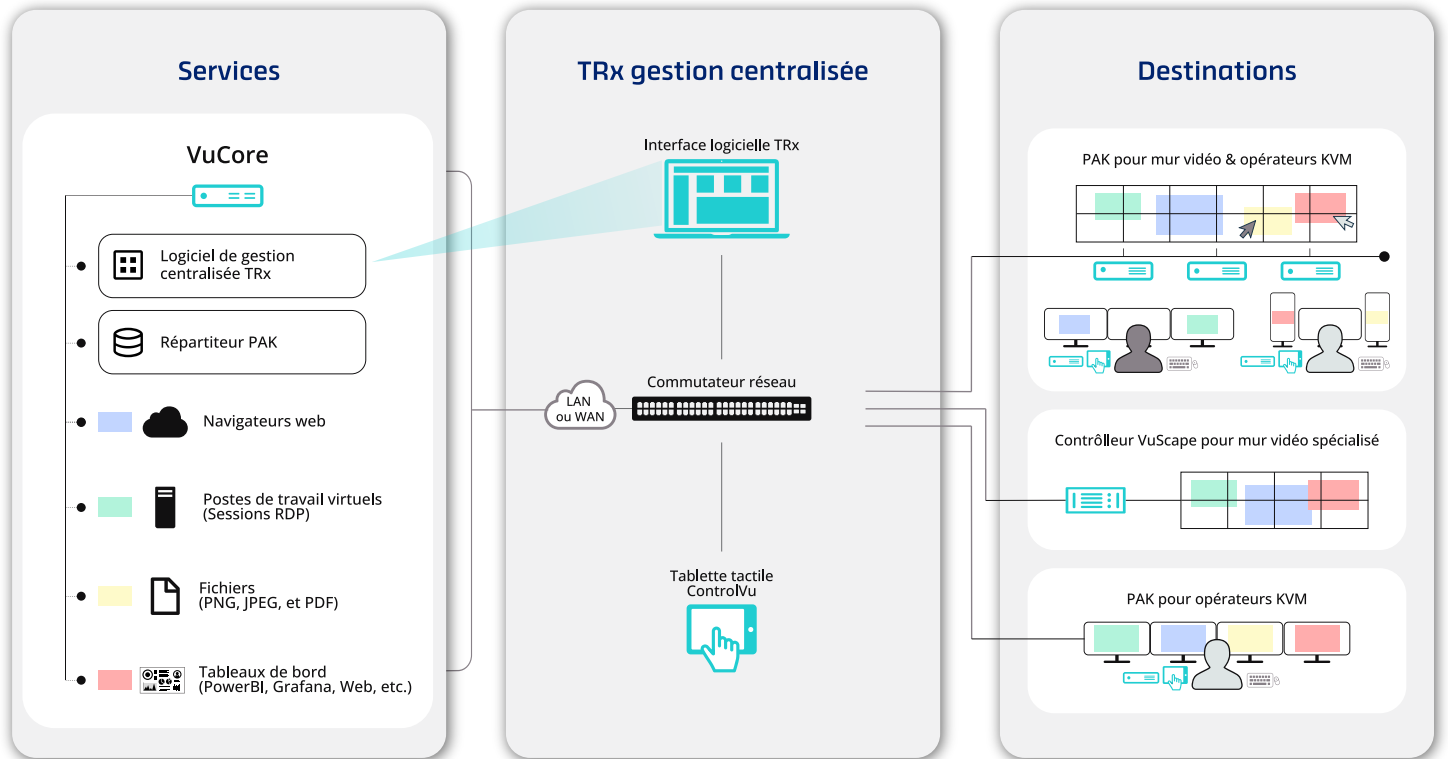 Services
VuCore
Logiciel de gestion
centralisée TRx
Répartiteur PAK
Navigateurs web
Postes de travail virtuels
(Sessions RDP)
Fichiers
(PNG, JPEG, et PDF)
Tableaux de bord
(PowerBI, Grafana, Web, etc.)
TRx gestion centralisée
Interface logicielle TRx
Commutateur réseau
LAN
ou WAN
Tablette tactile
ControlVu
Destinations
PAK pour mur vidéo & opérateurs KVM
Contrôlleur VuScape pour mur vidéo spécialisé
PAK pour opérateurs KVM